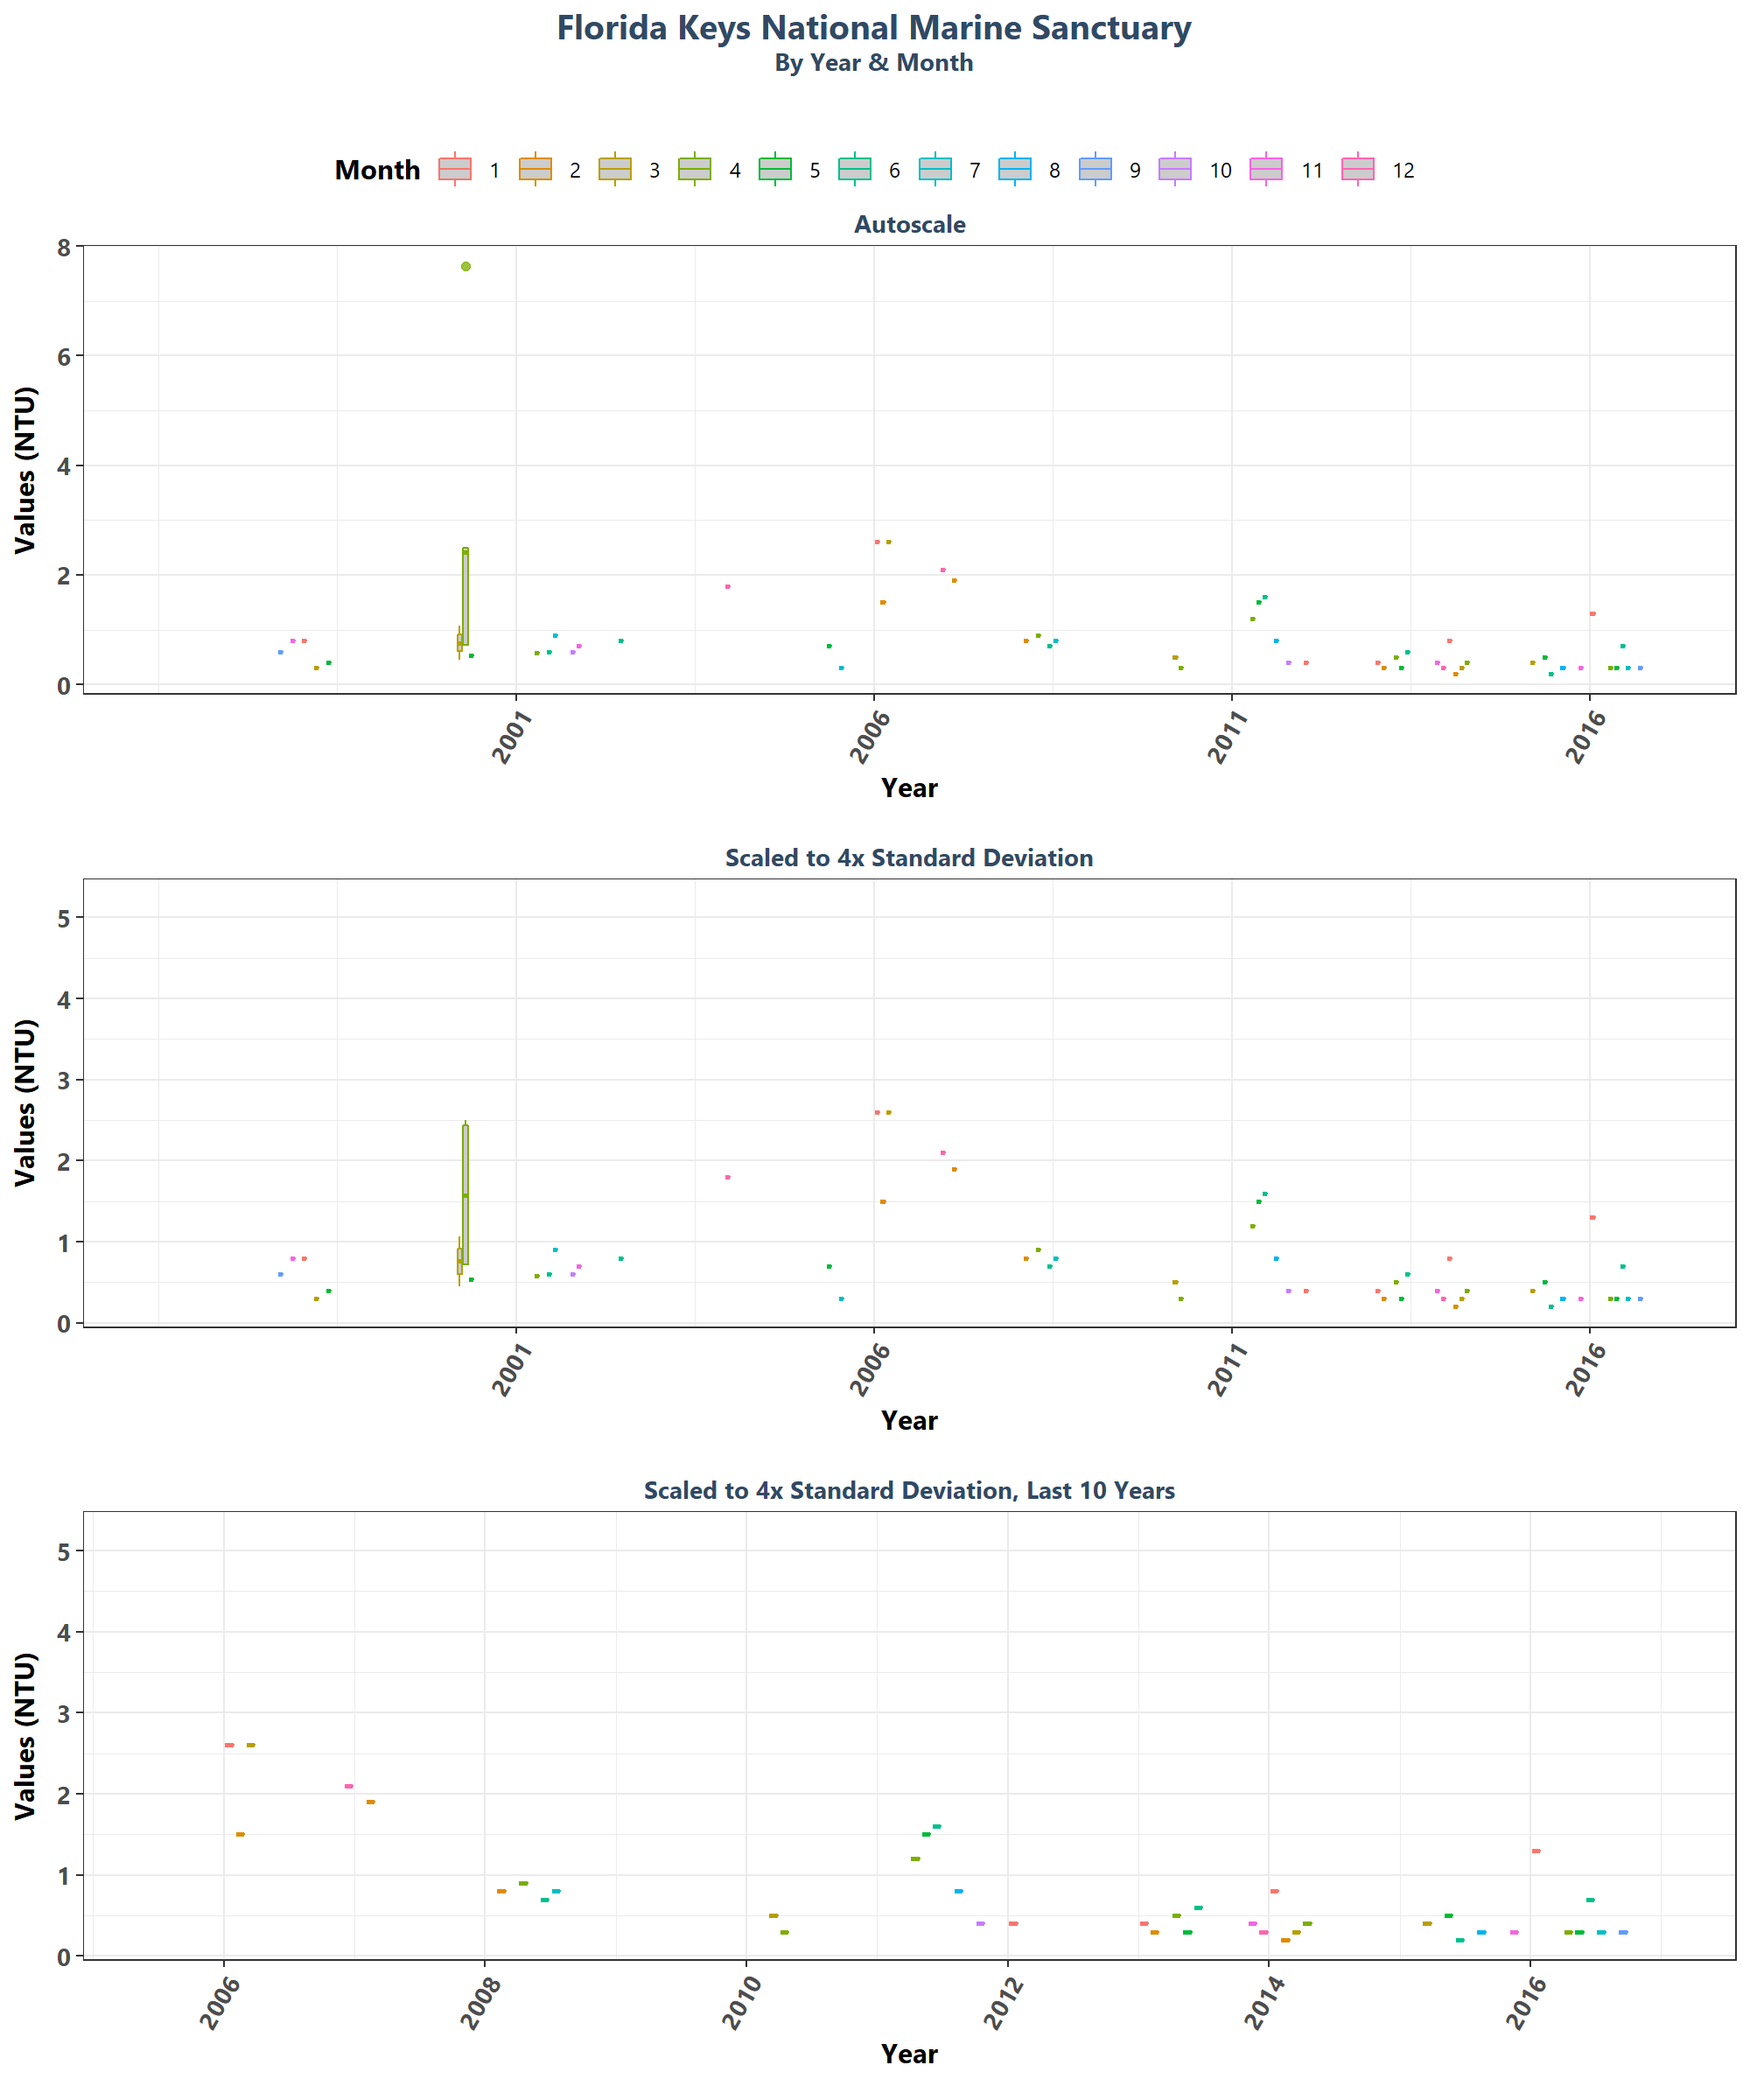 Florida Keys National Marine Sanctuary
By Year & Month
Month 1 2 3 4 5 6 7 8 9 10 11 12
Autoscale
8
6
4
2
0
Values (NTU)
2001 2006 2011 2016
Year
Scaled to 4x Standard Deviation
5
4
3
2
1
0
Values (NTU)
2001 2006 2011 2016
Year
Scaled to 4x Standard Deviation, Last 10 Years
5
4
3
2
1
0
Values (NTU)
2006 2008 2010 2012 2014 2016
Year